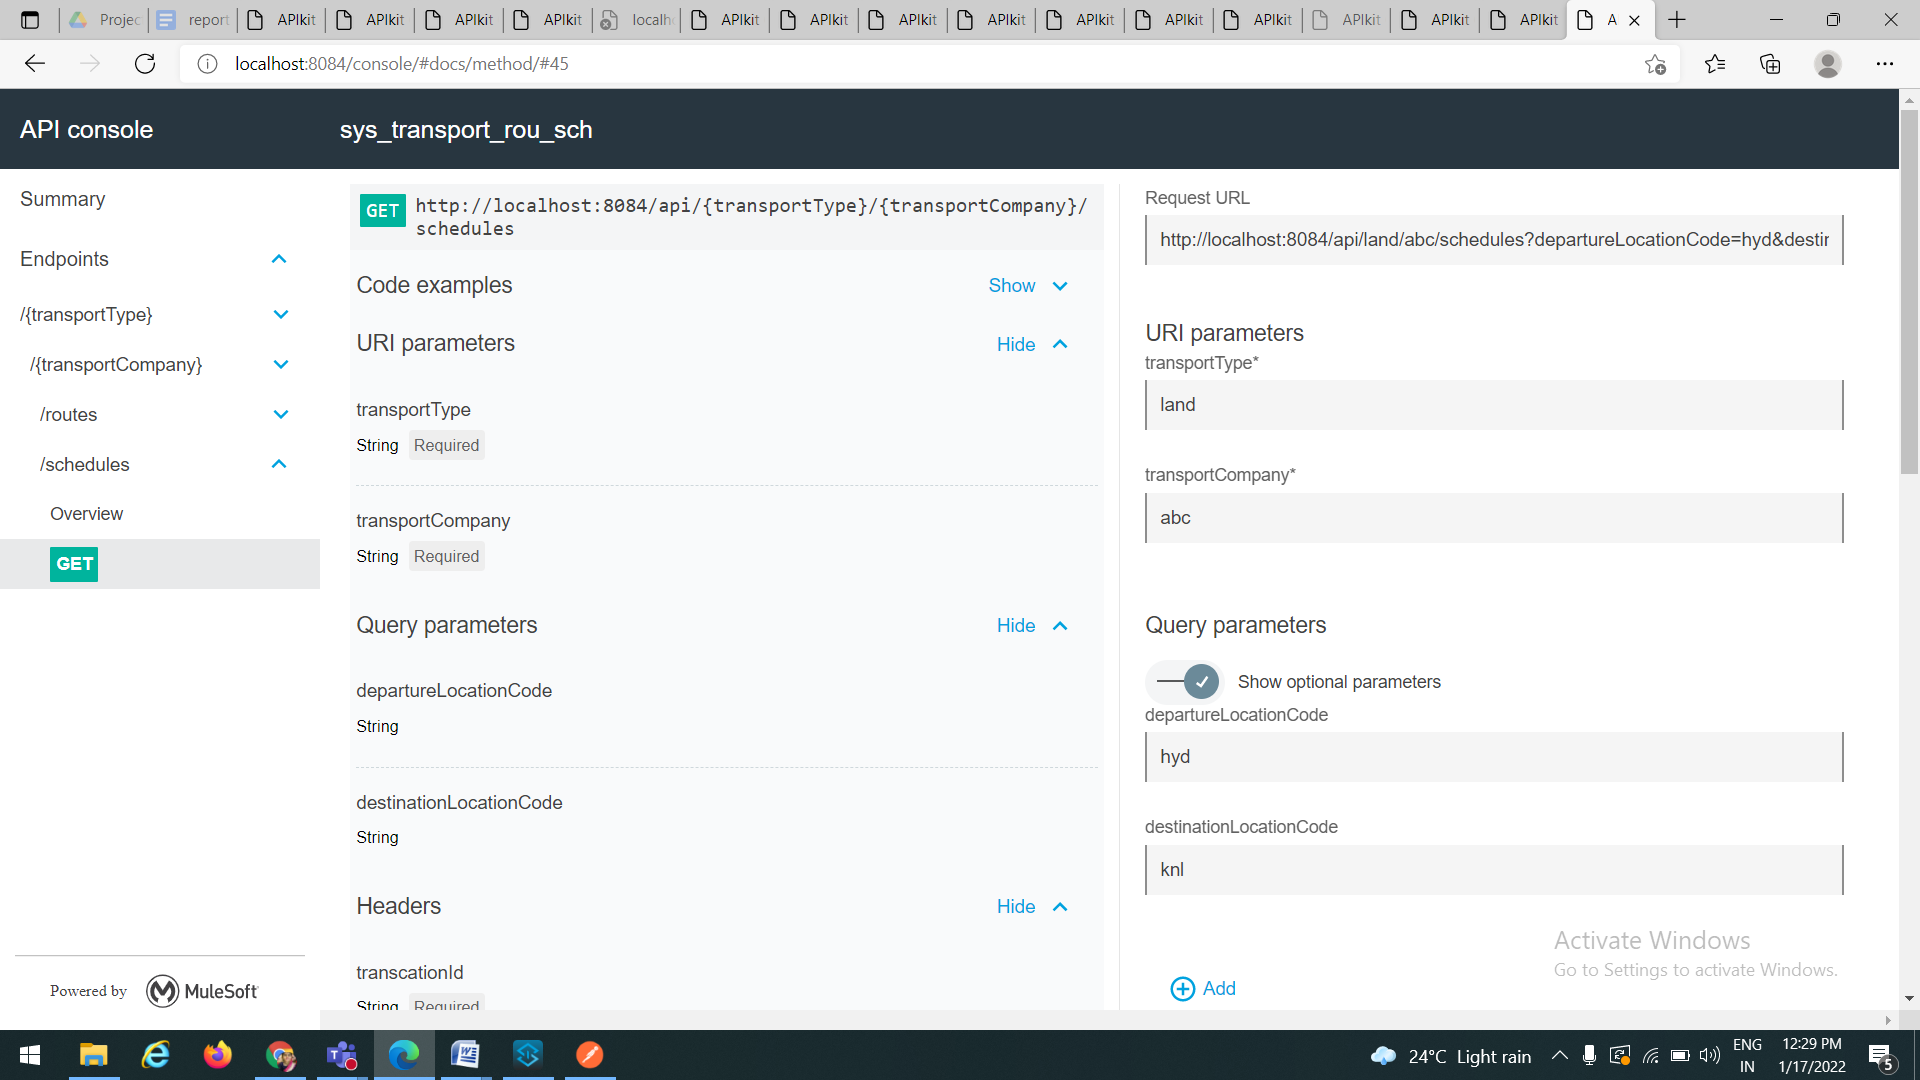 Projec
report
APIkit
APIkit
APIkit
APIkit
localh
APIkit
APIkit
APIkit
APIkit
APIkit
APIkit
APIkit
APIkit
APIkit
APIkit
A
localhost:8084/console/#docs/method/#45
API console
sys_transport_rou_sch
Summary
Endpoints
/{transportType}
/{transportCompany}
/routes
/schedules
Overview
GET
Powered by MuleSoft
GET http://localhost:8084/api/{transportType}/{transportCompany}/
schedules
Code examples Show
URI parameters Hide
transportType
String Required
transportCompany
String Required
Query parameters Hide
departureLocationCode
String
destinationLocationCode
String
Headers Hide
transcationId
String Required
Request URL
http://localhost:8084/api/land/abc/schedules?departureLocationCode=hyd&destin
URI parameters
transportType*
land
transportCompany*
abc
Query parameters
Show optional parameters
departureLocationCode
hyd
destinationLocationCode
knl
Add
Activate Windows
Go to Settings to activate Windows.
24°C Light rain
ENG
IN
12:29 PM
1/17/2022
5